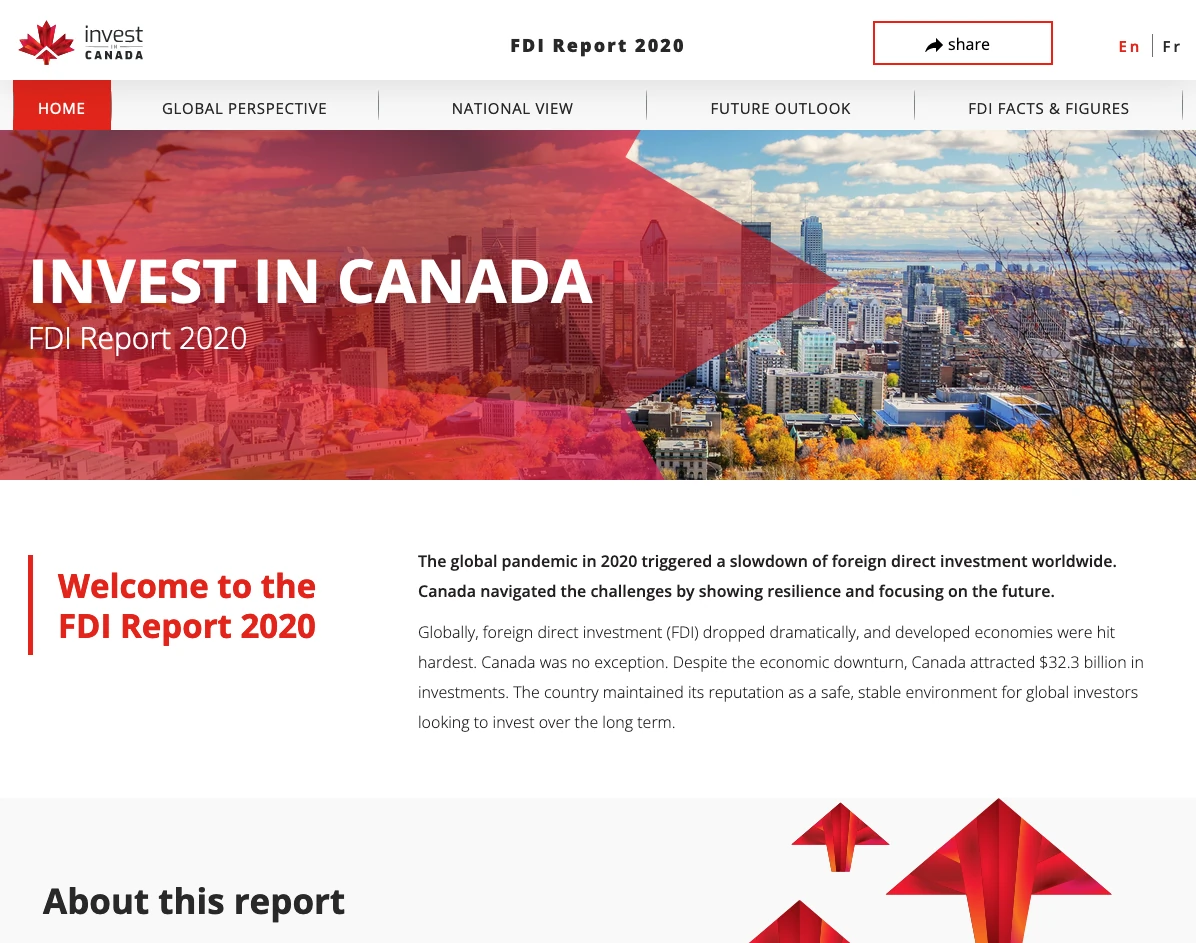 invest
IN
CANADA
FDI Report 2020
share
En
Fr
HOME
GLOBAL PERSPECTIVE
NATIONAL VIEW
FUTURE OUTLOOK
FDI FACTS & FIGURES
INVEST IN CANADA
FDI Report 2020
Welcome to the
FDI Report 2020
The global pandemic in 2020 triggered a slowdown of foreign direct investment worldwide.
Canada navigated the challenges by showing resilience and focusing on the future.
Globally, foreign direct investment (FDI) dropped dramatically, and developed economies were hit
hardest. Canada was no exception. Despite the economic downturn, Canada attracted $32.3 billion in
investments. The country maintained its reputation as a safe, stable environment for global investors
looking to invest over the long term.
About this report